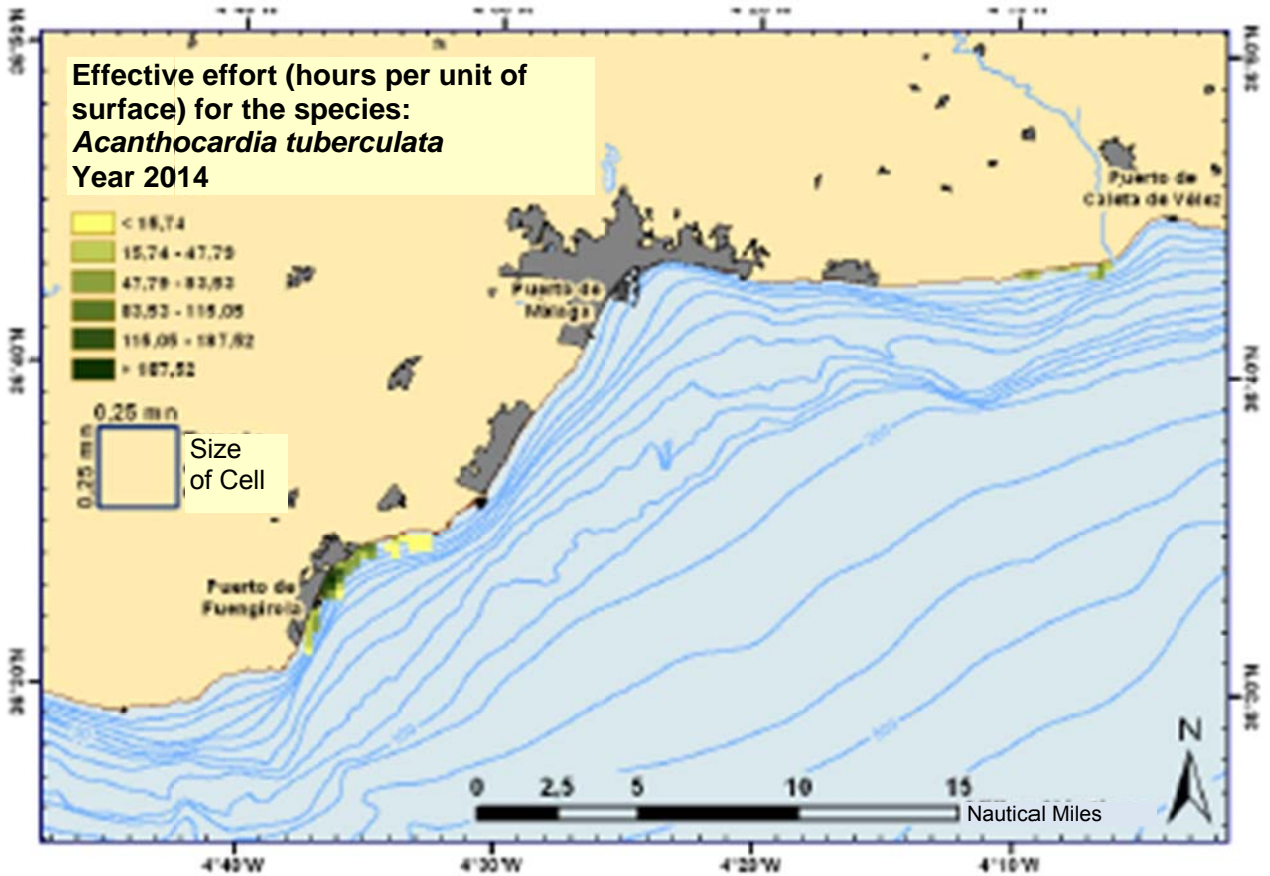 Effective effort (hours per unit of
surface) for the species:
Acanthocardia tuberculata
Year 2014
< 15,74
15,74 - 47,79
47,79 - 83,53
83,53 - 115,05
115,05 - 187,52
> 187,52
0,25 mn
0,25 mn
Size
of Cell
Puerto de
Málaga
Puerto de
Caleta de Vélez
Puerto de
Fuengirola
0 2,5 5 10 15
Nautical Miles
N
4°40'W 4°30'W 4°20'W 4°10'W